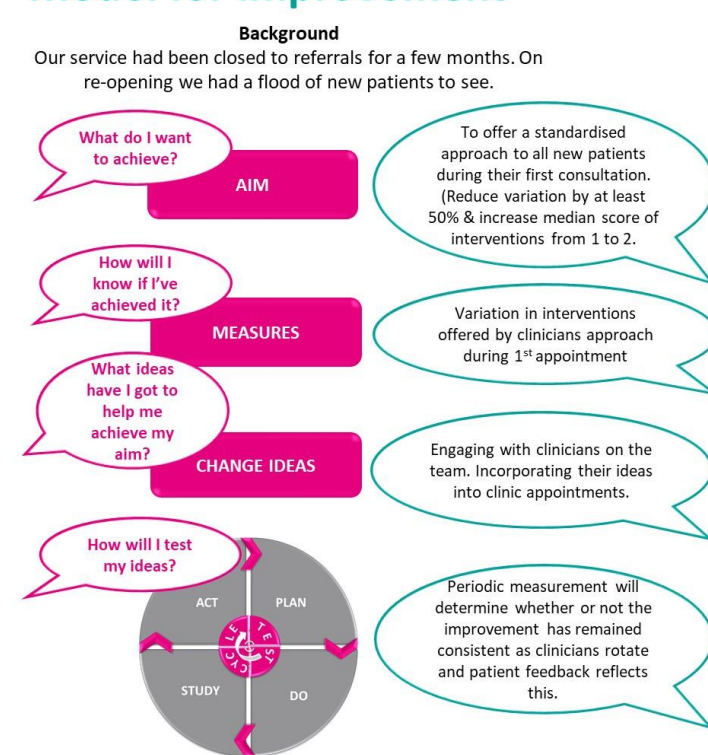 Background
Our service had been closed to referrals for a few months. On
re-opening we had a flood of new patients to see.
What do I want
to achieve?
AIM
To offer a standardised
approach to all new patients
during their first consultation.
(Reduce variation by at least
50% & increase median score of
interventions from 1 to 2.
How will I
know if I've
achieved it?
MEASURES
Variation in interventions
offered by clinicians approach
during 1st appointment
What ideas
have I got to
help me
achieve my
aim?
CHANGE IDEAS
Engaging with clinicians on the
team. Incorporating their ideas
into clinic appointments.
How will I test
my ideas?
ACT
PLAN
TEST
CYCLE
STUDY
DO
Periodic measurement will
determine whether or not the
improvement has remained
consistent as clinicians rotate
and patient feedback reflects
this.